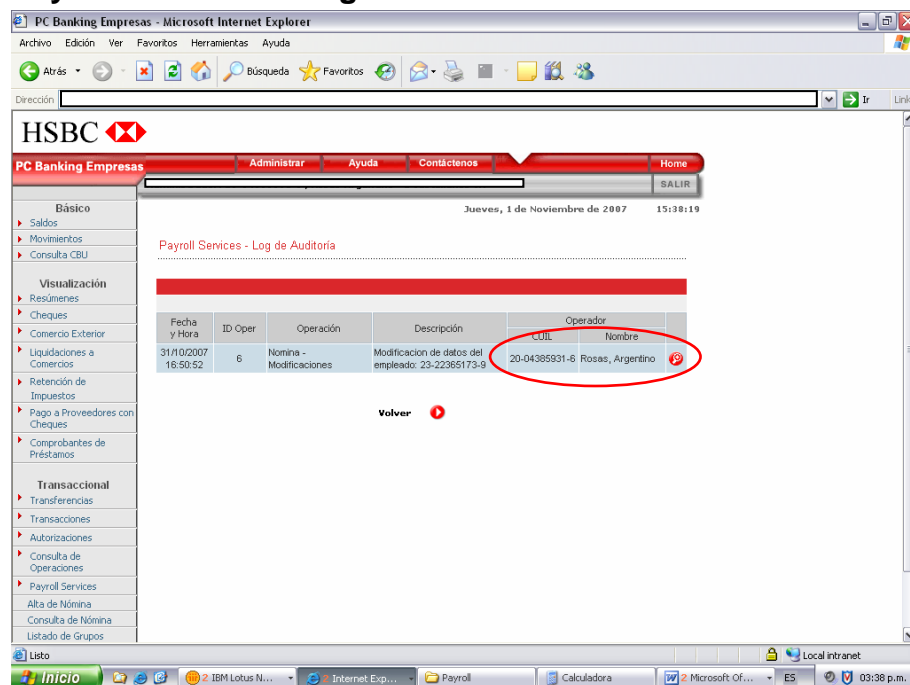 PC Banking Empresas - Microsoft Internet Explorer
Archivo Edición Ver Favoritos Herramientas Ayuda
Atrás Búsqueda Favoritos
Dirección Ir Link
HSBC
PC Banking Empresas Administrar Ayuda Contáctenos Home
SALIR
Jueves, 1 de Noviembre de 2007 15:38:19
Básico
Saldos
Movimientos
Consulta CBU
Visualización
Resúmenes
Cheques
Comercio Exterior
Liquidaciones a
Comercios
Retención de
Impuestos
Pago a Proveedores con
Cheques
Comprobantes de
Préstamos
Transaccional
Transferencias
Transacciones
Autorizaciones
Consulta de
Operaciones
Payroll Services
Alta de Nómina
Consulta de Nómina
Listado de Grupos
Payroll Services - Log de Auditoría
Fecha
y Hora
ID Oper
Operación
Descripción
Operador
CUIL Nombre
31/10/2007
16:50:52
6
Nomina -
Modificaciones
Modificacion de datos del
empleado: 23-22365173-9
20-04385931-6 Rosas, Argentino
Volver
Listo Local intranet
Inicio 2 IBM Lotus N... 2 Internet Exp... Payroll Calculadora 2 Microsoft Of... ES 03:38 p.m.